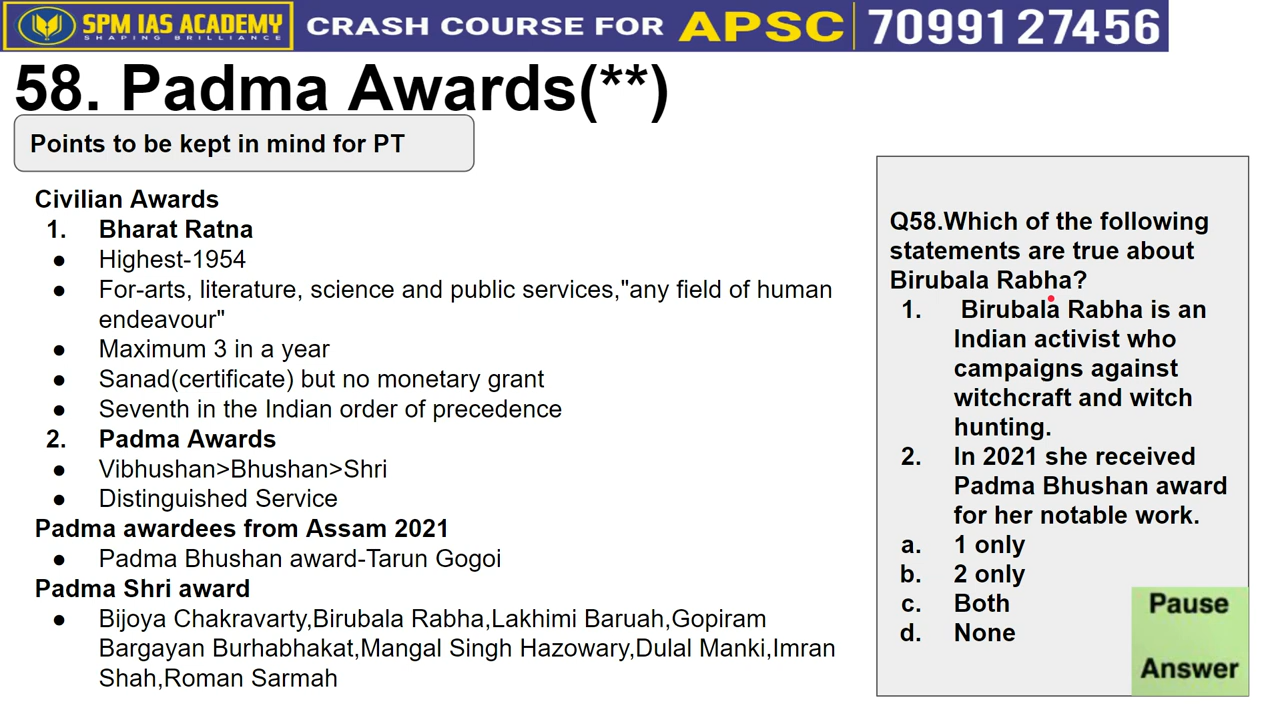 SPM IAS ACADEMY
SHAPING BRILLIANCE
CRASH COURSE FOR APSC 70991 27456
58. Padma Awards(**)
Points to be kept in mind for PT
Civilian Awards
1. Bharat Ratna
● Highest-1954
● For-arts, literature, science and public services,"any field of human
endeavour"
● Maximum 3 in a year
● Sanad(certificate) but no monetary grant
● Seventh in the Indian order of precedence
2. Padma Awards
● Vibhushan>Bhushan>Shri
● Distinguished Service
Padma awardees from Assam 2021
● Padma Bhushan award-Tarun Gogoi
Padma Shri award
● Bijoya Chakravarty,Birubala Rabha,Lakhimi Baruah,Gopiram
Bargayan Burhabhakat,Mangal Singh Hazowary,Dulal Manki,Imran
Shah,Roman Sarmah
Q58.Which of the following
statements are true about
Birubala Rabha?
1. Birubala Rabha is an
Indian activist who
campaigns against
witchcraft and witch
hunting.
2. In 2021 she received
Padma Bhushan award
for her notable work.
a. 1 only
b. 2 only
c. Both
d. None
Pause
Answer